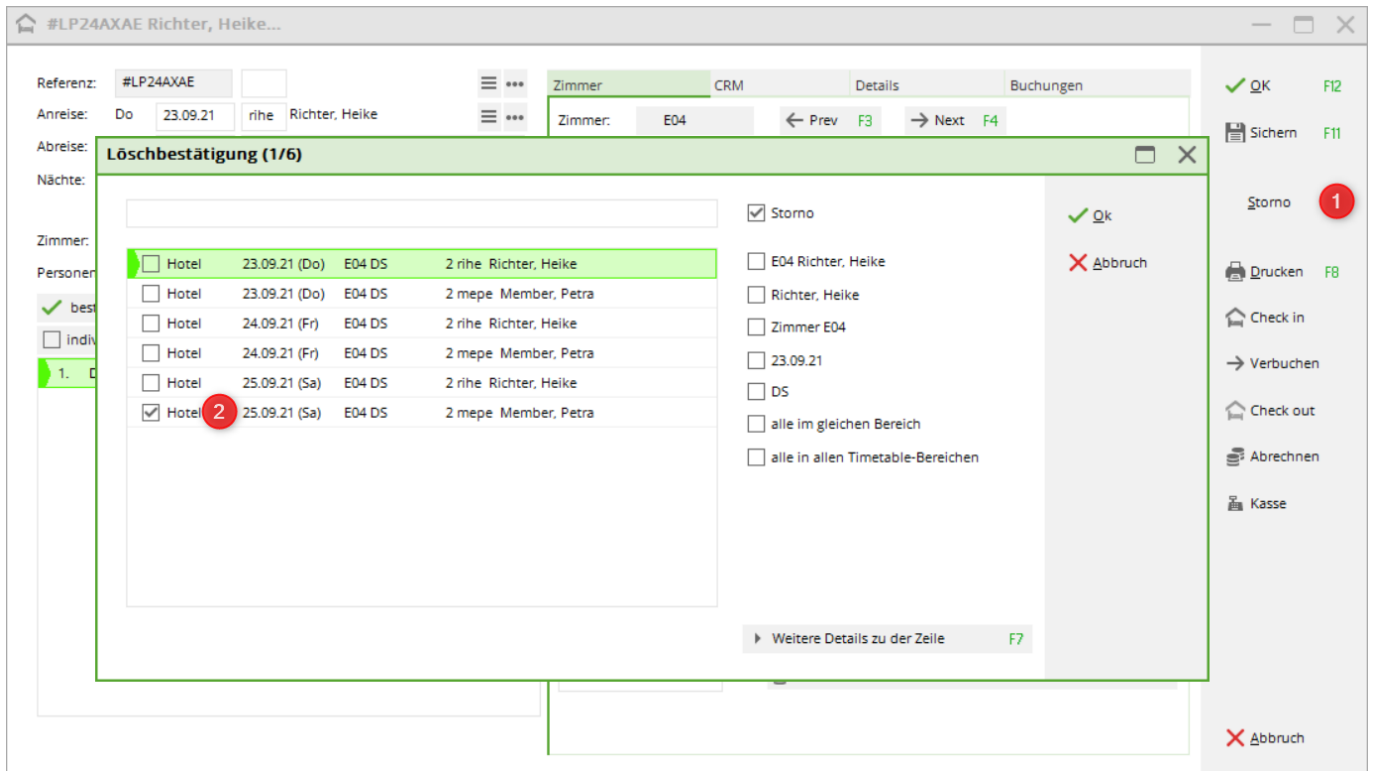 #LP24AXAE Richter, Heike...
Referenz: #LP24AXAE
Anreise: Do 23.09.21 rihe Richter, Heike
Abreise:
Nächte:
Zimmer:
Personen
best
indiv
1. D
Zimmer CRM Details Buchungen
Zimmer: E04 Prev F3 Next F4
Löschbestätigung (1/6)
Hotel 23.09.21 (Do) E04 DS 2 rihe Richter, Heike
Hotel 23.09.21 (Do) E04 DS 2 mepe Member, Petra
Hotel 24.09.21 (Fr) E04 DS 2 rihe Richter, Heike
Hotel 24.09.21 (Fr) E04 DS 2 mepe Member, Petra
Hotel 25.09.21 (Sa) E04 DS 2 rihe Richter, Heike
Hotel 2 25.09.21 (Sa) E04 DS 2 mepe Member, Petra
Storno
E04 Richter, Heike
Richter, Heike
Zimmer E04
23.09.21
DS
alle im gleichen Bereich
alle in allen Timetable-Bereichen
Weitere Details zu der Zeile F7
Ok
Abbruch
OK F12
Sichern F11
Storno 1
Drucken F8
Check in
Verbuchen
Check out
Abrechnen
Kasse
Abbruch